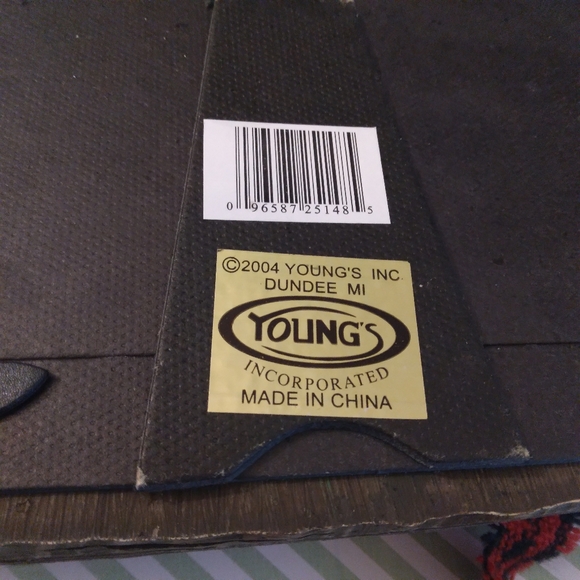 0 96587 25148 5
©2004 YOUNG'S INC.
DUNDEE MI
YOUNG'S
INCORPORATED
MADE IN CHINA